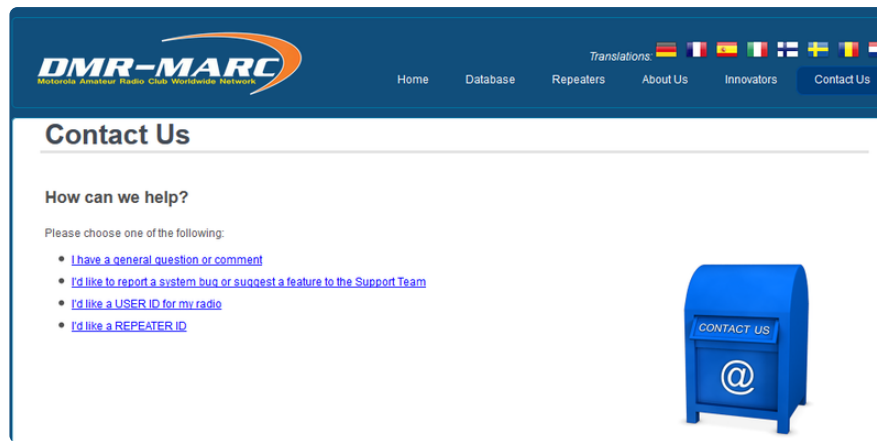 Translations:
DMR-MARC
Motorola Amateur Radio Club Worldwide Network
Home Database Repeaters About Us Innovators Contact Us
Contact Us
How can we help?
Please choose one of the following:
I have a general question or comment
I'd like to report a system bug or suggest a feature to the Support Team
I'd like a USER ID for my radio
I'd like a REPEATER ID
CONTACT US
@